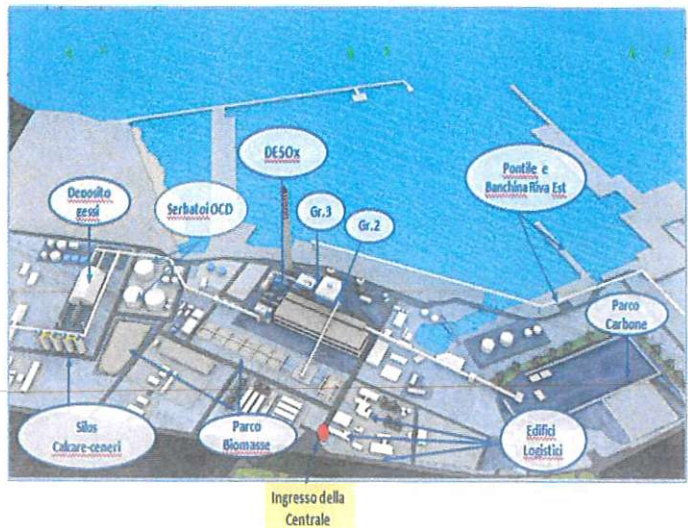 DESOx
Pontile e
Banchina Riva Est
Deposito
gessi
Serbatoi OCD
Gr.3
Gr.2
Parco
Carbone
Silos
Calcare-ceneri
Parco
Biomasse
Edifici
Logistici
Ingresso della
Centrale